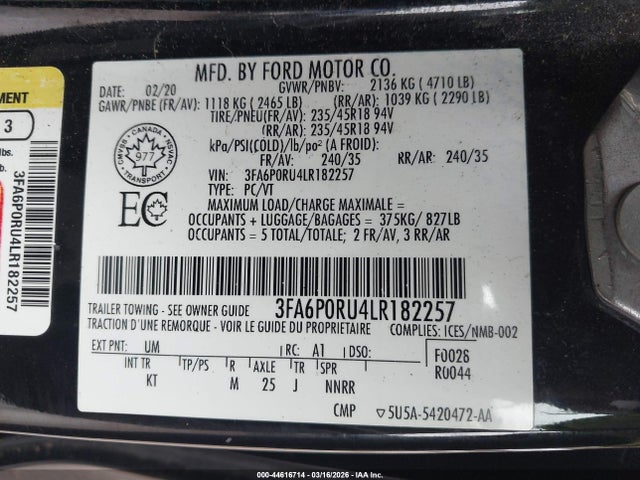 MENT
3
lbs.
3FA6P0RU4LR182257
MFD. BY FORD MOTOR CO.
DATE: 02/20 GVWR/PNBV: 2136 KG ( 4710 LB)
GAWR/PNBE (FR/AV): 1118 KG ( 2465 LB) (RR/AR): 1039 KG ( 2290 LB)
TIRE/PNEU(FR/AV): 235/45R18 94V
(RR/AR): 235/45R18 94V
kPa/PSI(COLD)/lb/po² (A FROID):
FR/AV: 240/35 RR/AR: 240/35
VIN: 3FA6P0RU4LR182257
TYPE: PC/VT
MAXIMUM LOAD/CHARGE MAXIMALE =
OCCUPANTS + LUGGAGE/BAGAGES = 375KG/ 827LB
OCCUPANTS = 5 TOTAL/TOTALE; 2 FR/AV, 3 RR/AR
CANADA
CMVSS NSVAC
977
TRANSPORT
EC
TRAILER TOWING - SEE OWNER GUIDE 3FA6P0RU4LR182257
TRACTION D'UNE REMORQUE - VOIR LE GUIDE DU PROPRIETAIRE COMPLIES: ICES/NMB-002
EXT PNT: UM RC: A1 DSO: F0028
INT TR TP/PS R AXLE TR SPR R0044
KT M 25 J NNRR
CMP ▽5U5A-5420472-AA
000-44616714 - 03/16/2026 - IAA Inc.